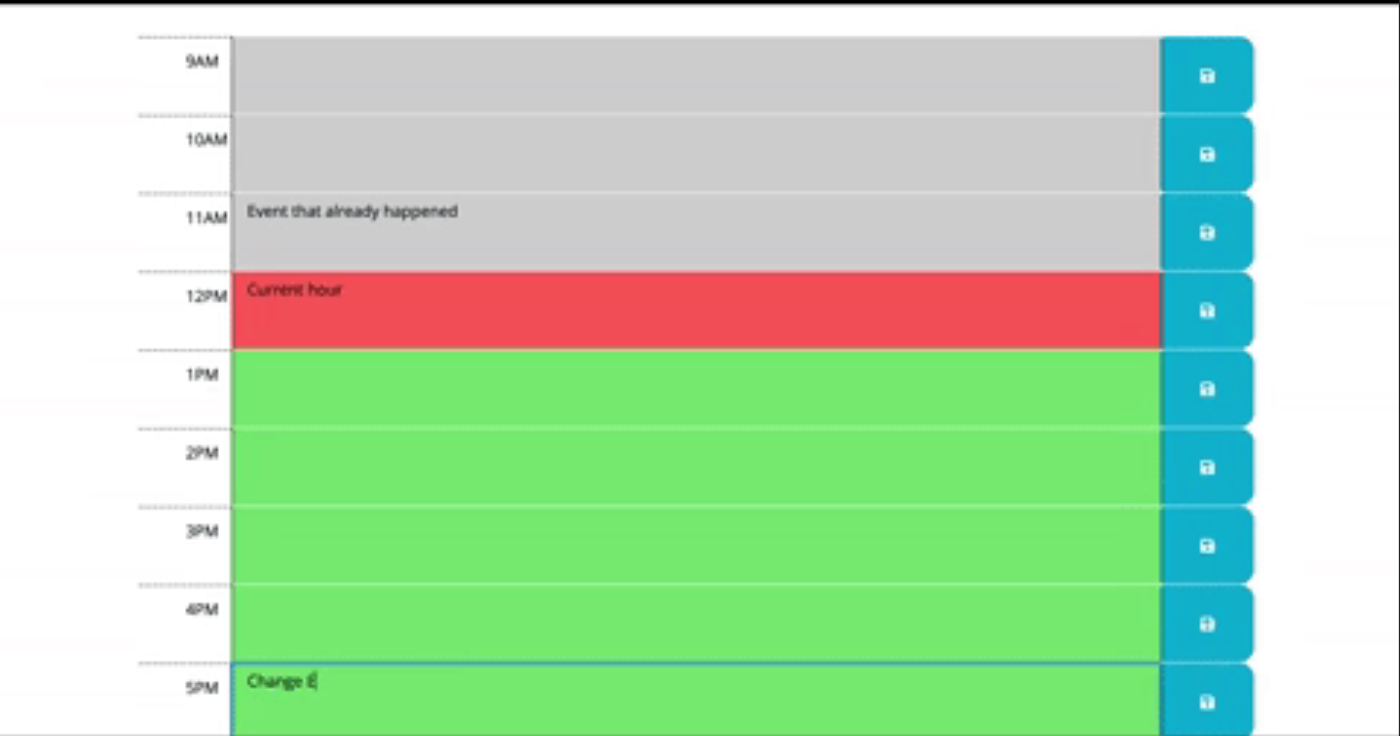 9AM
10AM
11AM Event that already happened
12PM Current hour
1PM
2PM
3PM
4PM
5PM Change E